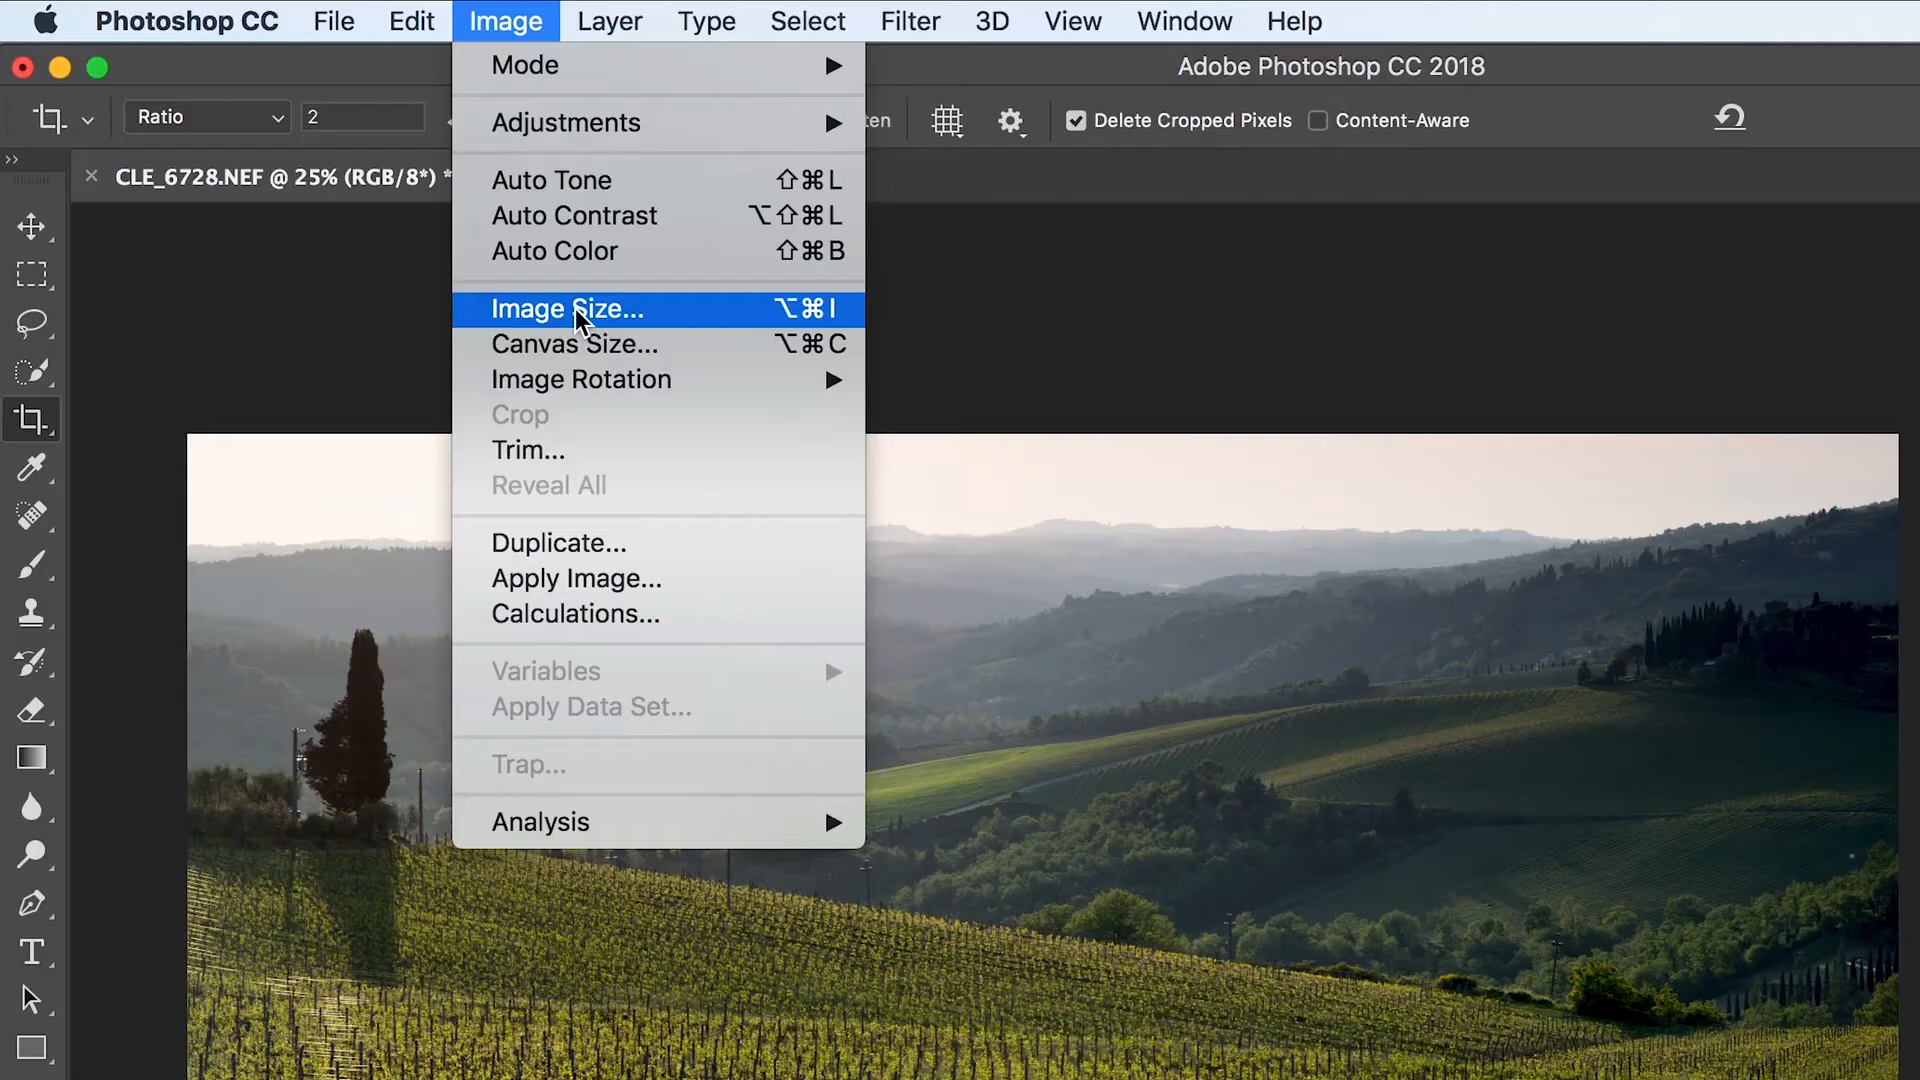 Photoshop CC File Edit Image Layer Type Select Filter 3D View Window Help
Adobe Photoshop CC 2018
Ratio 2 Delete Cropped Pixels Content-Aware
CLE_6728.NEF @ 25% (RGB/8*) *
Mode
Adjustments
Auto Tone ⇧⌘L
Auto Contrast ⌥⇧⌘L
Auto Color ⇧⌘B
Image Size... ⌥⌘I
Canvas Size... ⌥⌘C
Image Rotation
Crop
Trim...
Reveal All
Duplicate...
Apply Image...
Calculations...
Variables
Apply Data Set...
Trap...
Analysis